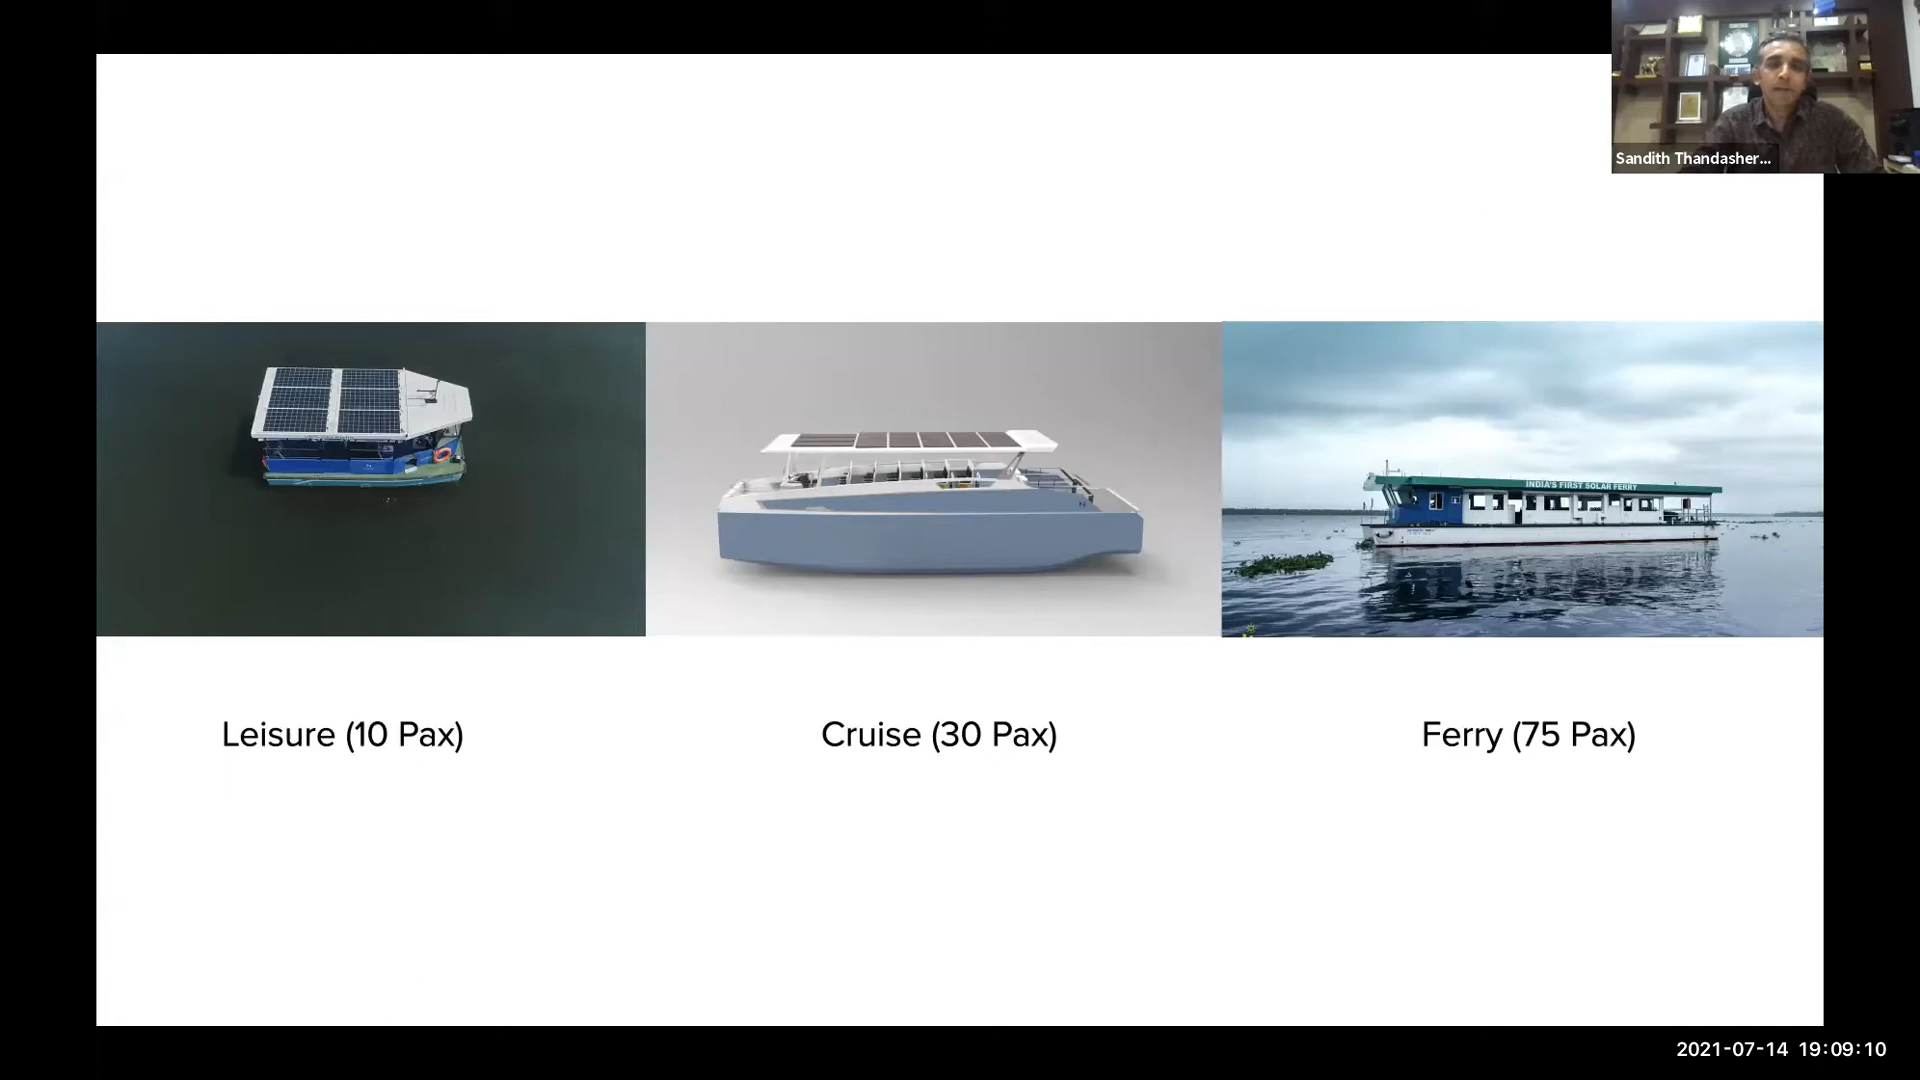 Sandith Thandasher...
INDIA'S FIRST SOLAR FERRY
Leisure (10 Pax)
Cruise (30 Pax)
Ferry (75 Pax)
2021-07-14 19:09:10